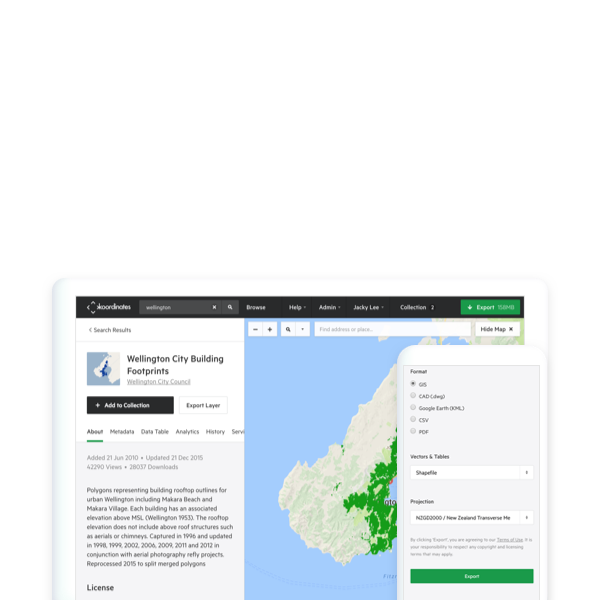 koordinates
wellington
Browse
Help
Admin
Jacky Lee
Collection 2
Export 158MB
Search Results
Find address or place...
Hide Map ×
Wellington City Building
Footprints
Wellington City Council
+ Add to Collection
Export Layer
About Metadata Data Table Analytics History Servi
Added 21 Jun 2010 • Updated 21 Dec 2015
42290 Views • 28037 Downloads
Polygons representing building rooftop outlines for
urban Wellington including Makara Beach and
Makara Village. Each building has an associated
elevation above MSL (Wellington 1953). The rooftop
elevation does not include above roof structures such
as aerials or chimneys. Captured in 1996 and updated
in 1998, 1999, 2002, 2006, 2009, 2011 and 2012 in
conjunction with aerial photography refly projects.
Reprocessed 2015 to split merged polygons
License
Format
GIS
CAD (.dwg)
Google Earth (KML)
CSV
PDF
Vectors & Tables
Shapefile
Projection
NZGD2000 / New Zealand Transverse Me
By clicking 'Export', you are agreeing to our Terms of Use. It is
your responsibility to respect any copyright and licensing
terms that may apply.
Export